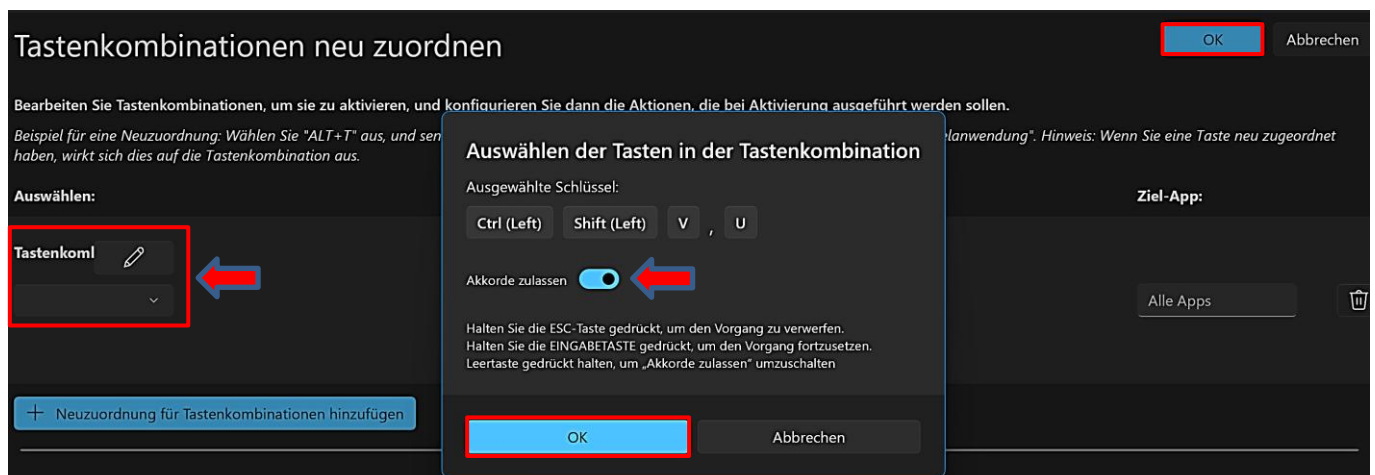 Tastenkombinationen neu zuordnen
OK
Abbrechen
Bearbeiten Sie Tastenkombinationen, um sie zu aktivieren, und konfigurieren Sie dann die Aktionen, die bei Aktivierung ausgeführt werden sollen.
Beispiel für eine Neuzuordnung: Wählen Sie "ALT+T" aus, und sen
elanwendung". Hinweis: Wenn Sie eine Taste neu zugeordnet
haben, wirkt sich dies auf die Tastenkombination aus.
Auswählen:
Ziel-App:
Tastenkoml
Alle Apps
+ Neuzuordnung für Tastenkombinationen hinzufügen
Auswählen der Tasten in der Tastenkombination
Ausgewählte Schlüssel:
Ctrl (Left) Shift (Left) V , U
Akkorde zulassen
Halten Sie die ESC-Taste gedrückt, um den Vorgang zu verwerfen.
Halten Sie die EINGABETASTE gedrückt, um den Vorgang fortzusetzen.
Leertaste gedrückt halten, um „Akkorde zulassen“ umzuschalten
OK
Abbrechen